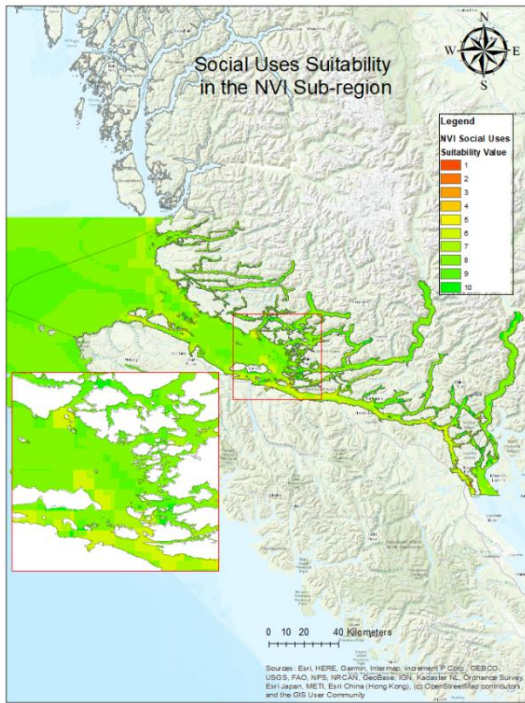 Social Uses Suitability
in the NVI Sub-region
N
W
E
S
Legend
NVI Social Uses
Suitability Value
1
2
3
4
5
6
7
8
9
10
0 10 20 40 Kilometers
Sources: Esri, HERE, Garmin, Intermap, increment P Corp., GEBCO,
USGS, FAO, NPS, NRCAN, GeoBase, IGN, Kadaster NL, Ordnance Survey,
Esri Japan, METI, Esri China (Hong Kong), (c) OpenStreetMap contributors,
and the GIS User Community